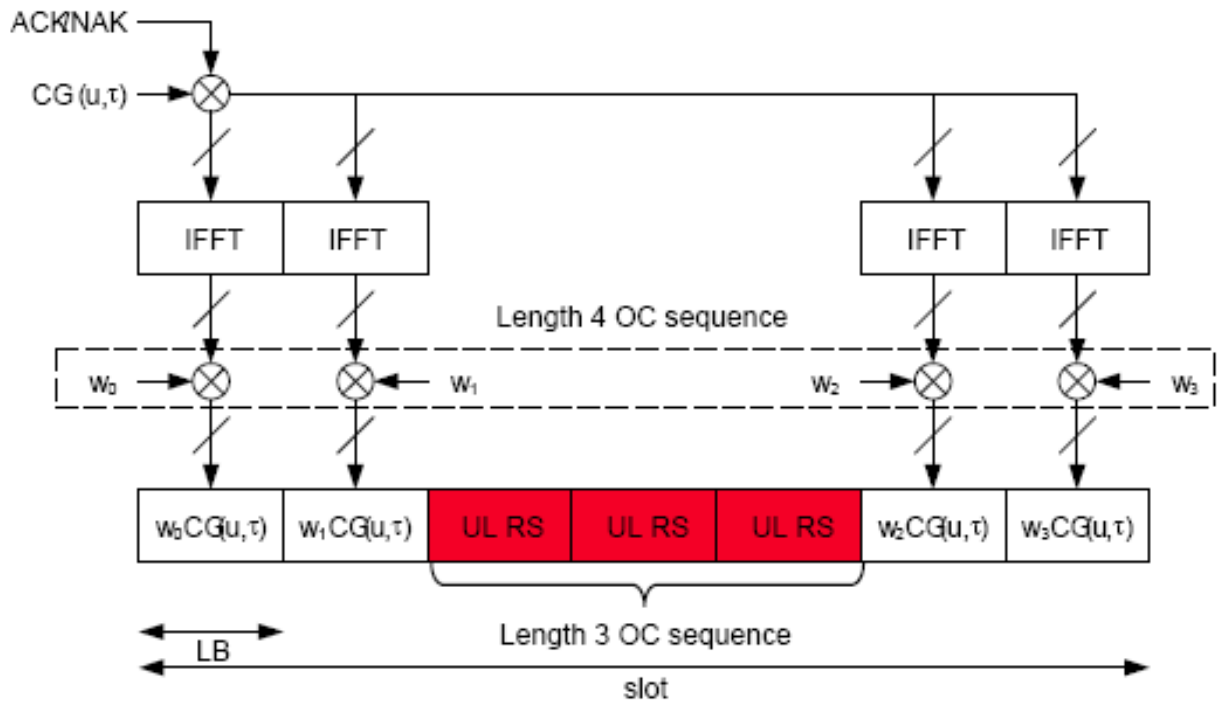 ACK/NAK
CG(u,τ)
IFFT IFFT IFFT IFFT
Length 4 OC sequence
w₀ w₁ w₂ w₃
w₀CG(u,τ) w₁CG(u,τ) UL RS UL RS UL RS w₂CG(u,τ) w₃CG(u,τ)
Length 3 OC sequence
LB
slot